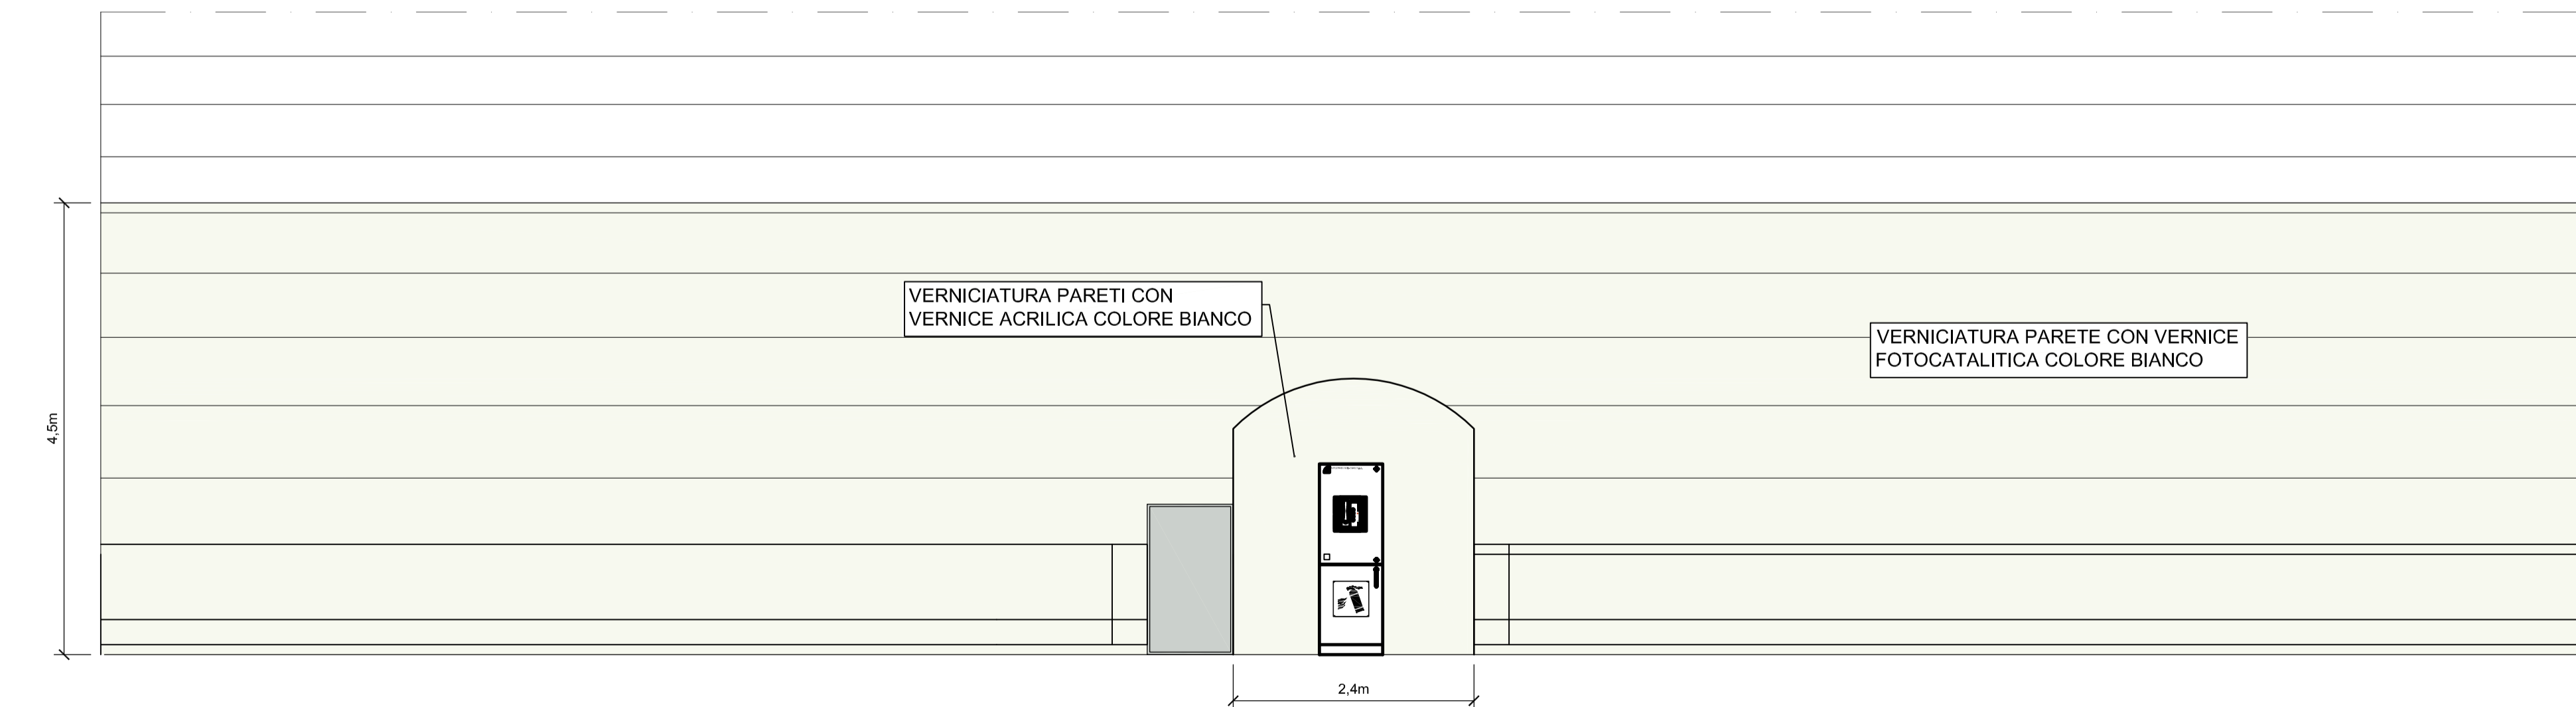 VERNICIATURA PARETI CON
VERNICE ACRILICA COLORE BIANCO
VERNICIATURA PARETE CON VERNICE
FOTOCATALITICA COLORE BIANCO
4,5m
2,4m